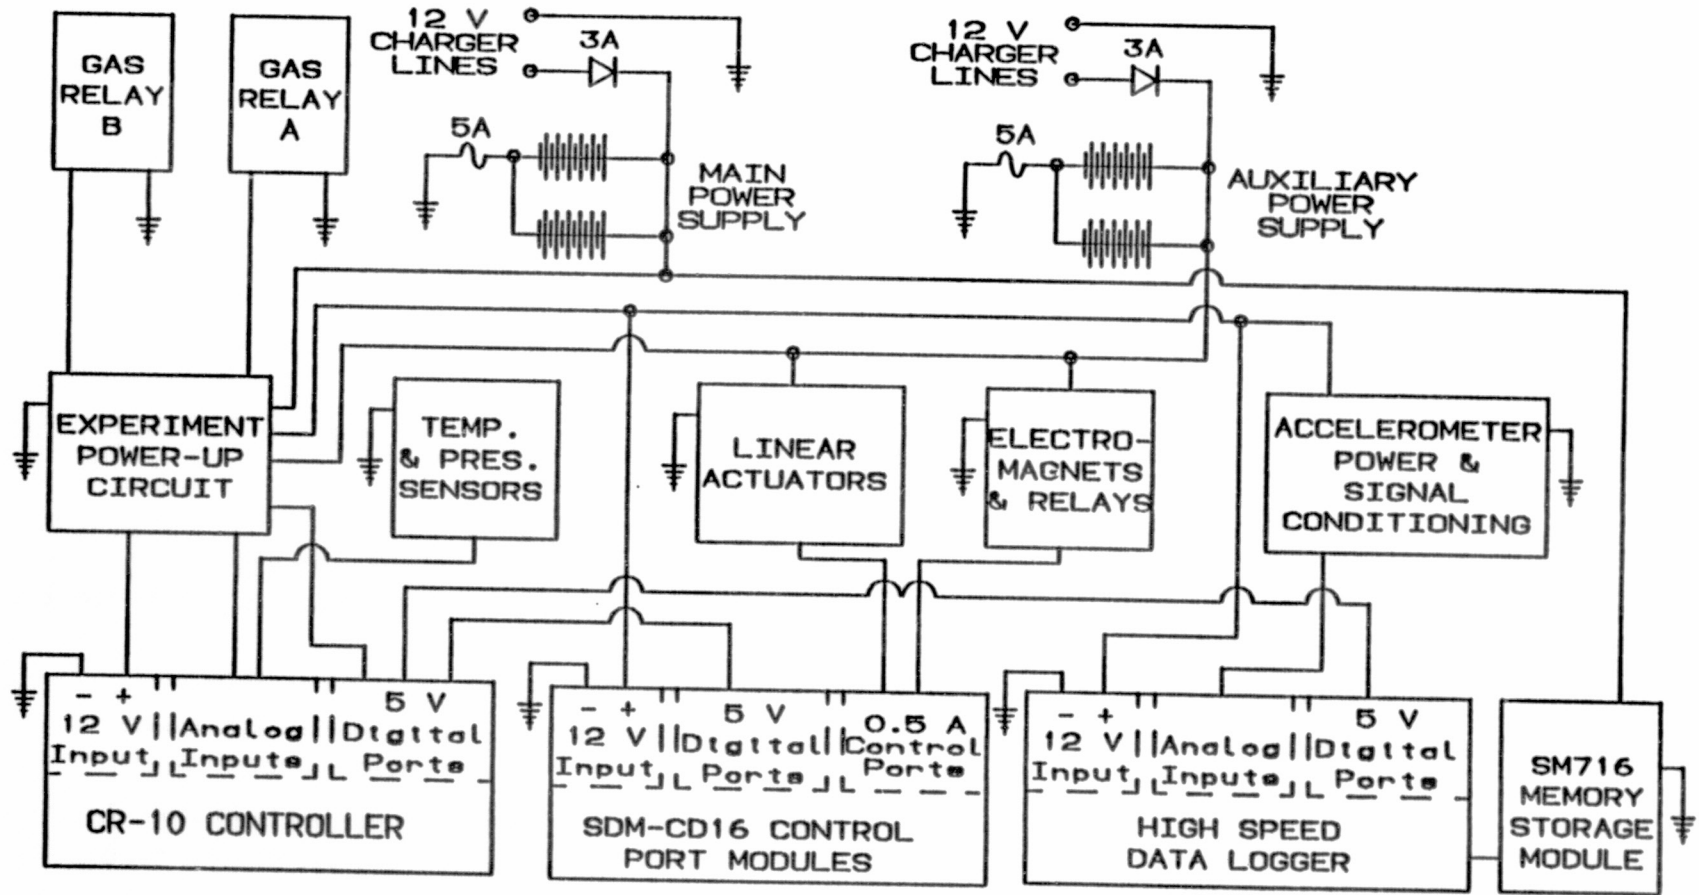 GAS
RELAY
B
GAS
RELAY
A
12 V
CHARGER
LINES
3A
5A
MAIN
POWER
SUPPLY
12 V
CHARGER
LINES
3A
5A
AUXILIARY
POWER
SUPPLY
EXPERIMENT
POWER-UP
CIRCUIT
TEMP.
& PRES.
SENSORS
LINEAR
ACTUATORS
ELECTRO-
MAGNETS
& RELAYS
ACCELEROMETER
POWER &
SIGNAL
CONDITIONING
- +
12 V
Input
Analog
Inputs
5 V
Digital
Ports
CR-10 CONTROLLER
- +
12 V
Input
5 V
Digital
Ports
0.5 A
Control
Ports
SDM-CD16 CONTROL
PORT MODULES
- +
12 V
Input
Analog
Inputs
5 V
Digital
Ports
HIGH SPEED
DATA LOGGER
SM716
MEMORY
STORAGE
MODULE